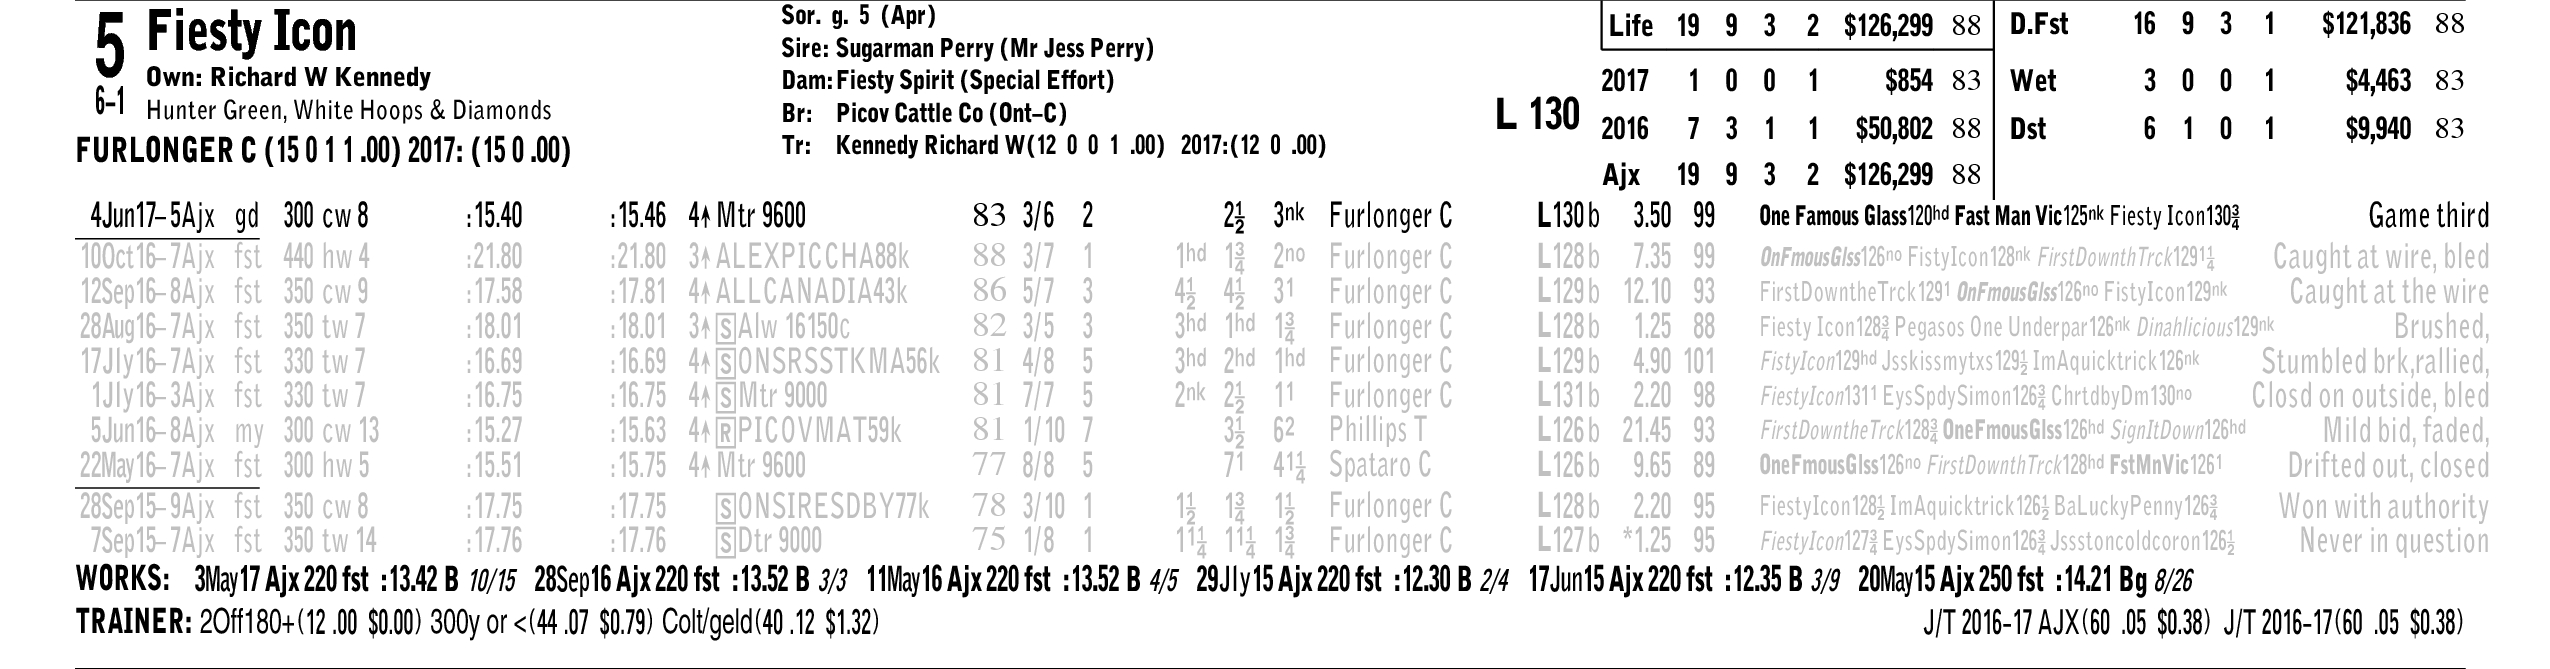 5 Fiesty Icon
Own: Richard W Kennedy
6–1 Hunter Green, White Hoops & Diamonds
FURLONGER C (15 0 1 1 .00) 2017: (15 0 .00)
Sor. g. 5 (Apr)
Sire: Sugarman Perry (Mr Jess Perry)
Dam: Fiesty Spirit (Special Effort)
Br: Picov Cattle Co (Ont–C)
Tr: Kennedy Richard W(12 0 0 1 .00) 2017:(12 0 .00)
L 130
Life 19 9 3 2 $126,299 88
2017 1 0 0 1 $854 83
2016 7 3 1 1 $50,802 88
Ajx 19 9 3 2 $126,299 88
D.Fst 16 9 3 1 $121,836 88
Wet 3 0 0 1 $4,463 83
Dst 6 1 0 1 $9,940 83
4Jun17–5Ajx gd 300 cw 8 :15.40 :15.46 4↑ Mtr 9600 83 3/6 2 2½ 3nk Furlonger C L130 b 3.50 99 One Famous Glass120hd Fast Man Vic125nk Fiesty Icon130¾ Game third
10Oct16–7Ajx fst 440 hw 4 :21.80 :21.80 3↑ ALEXPICCHA88k 88 3/7 1 1hd 1¾ 2no Furlonger C L128 b 7.35 99 OnFmousGlss126no FistyIcon128nk FirstDownthTrck1291¼ Caught at wire, bled
12Sep16–8Ajx fst 350 cw 9 :17.58 :17.81 4↑ ALLCANADIA43k 86 5/7 3 4½ 4½ 31 Furlonger C L129 b 12.10 93 FirstDowntheTrck1291 OnFmousGlss126no FistyIcon129nk Caught at the wire
28Aug16–7Ajx fst 350 tw 7 :18.01 :18.01 3↑ S Alw 16150c 82 3/5 3 3hd 1hd 1¾ Furlonger C L128 b 1.25 88 Fiesty Icon128¾ Pegasos One Underpar126nk Dinahlicious129nk Brushed,
17Jly16–7Ajx fst 330 tw 7 :16.69 :16.69 4↑ S ONSRSSTKMA56k 81 4/8 5 3hd 2hd 1hd Furlonger C L129 b 4.90 101 FistyIcon129hd Jsskissmytxs129½ ImAquicktrick126nk Stumbled brk,rallied,
1Jly16–3Ajx fst 330 tw 7 :16.75 :16.75 4↑ S Mtr 9000 81 7/7 5 2nk 2½ 11 Furlonger C L131 b 2.20 98 FiestyIcon1311 EysSpdySimon126¾ ChrtdbyDm130no Closd on outside, bled
5Jun16–8Ajx my 300 cw 13 :15.27 :15.63 4↑ R PICOVMAT59k 81 1/10 7 3½ 62 Phillips T L126 b 21.45 93 FirstDowntheTrck128¾ OneFmousGlss126hd SignItDown126hd Mild bid, faded,
22May16–7Ajx fst 300 hw 5 :15.51 :15.75 4↑ Mtr 9600 77 8/8 5 71 41¼ Spataro C L126 b 9.65 89 OneFmousGlss126no FirstDownthTrck128hd FstMnVic1261 Drifted out, closed
28Sep15–9Ajx fst 350 cw 8 :17.75 :17.75 S ONSIRESDBY77k 78 3/10 1 1½ 1¾ 1½ Furlonger C L128 b 2.20 95 FiestyIcon128½ ImAquicktrick126½ BaLuckyPenny126¾ Won with authority
7Sep15–7Ajx fst 350 tw 14 :17.76 :17.76 S Dtr 9000 75 1/8 1 11¼ 11¼ 1¾ Furlonger C L127 b *1.25 95 FiestyIcon127¾ EysSpdySimon126¾ Jssstoncoldcoron126½ Never in question
WORKS: 3May17 Ajx 220 fst :13.42 B 10/15 28Sep16 Ajx 220 fst :13.52 B 3/3 11May16 Ajx 220 fst :13.52 B 4/5 29Jly15 Ajx 220 fst :12.30 B 2/4 17Jun15 Ajx 220 fst :12.35 B 3/9 20May15 Ajx 250 fst :14.21 Bg 8/26
TRAINER: 2Off180+(12 .00 $0.00) 300y or <(44 .07 $0.79) Colt/geld(40 .12 $1.32) J/T 2016–17 AJX(60 .05 $0.38) J/T 2016–17(60 .05 $0.38)